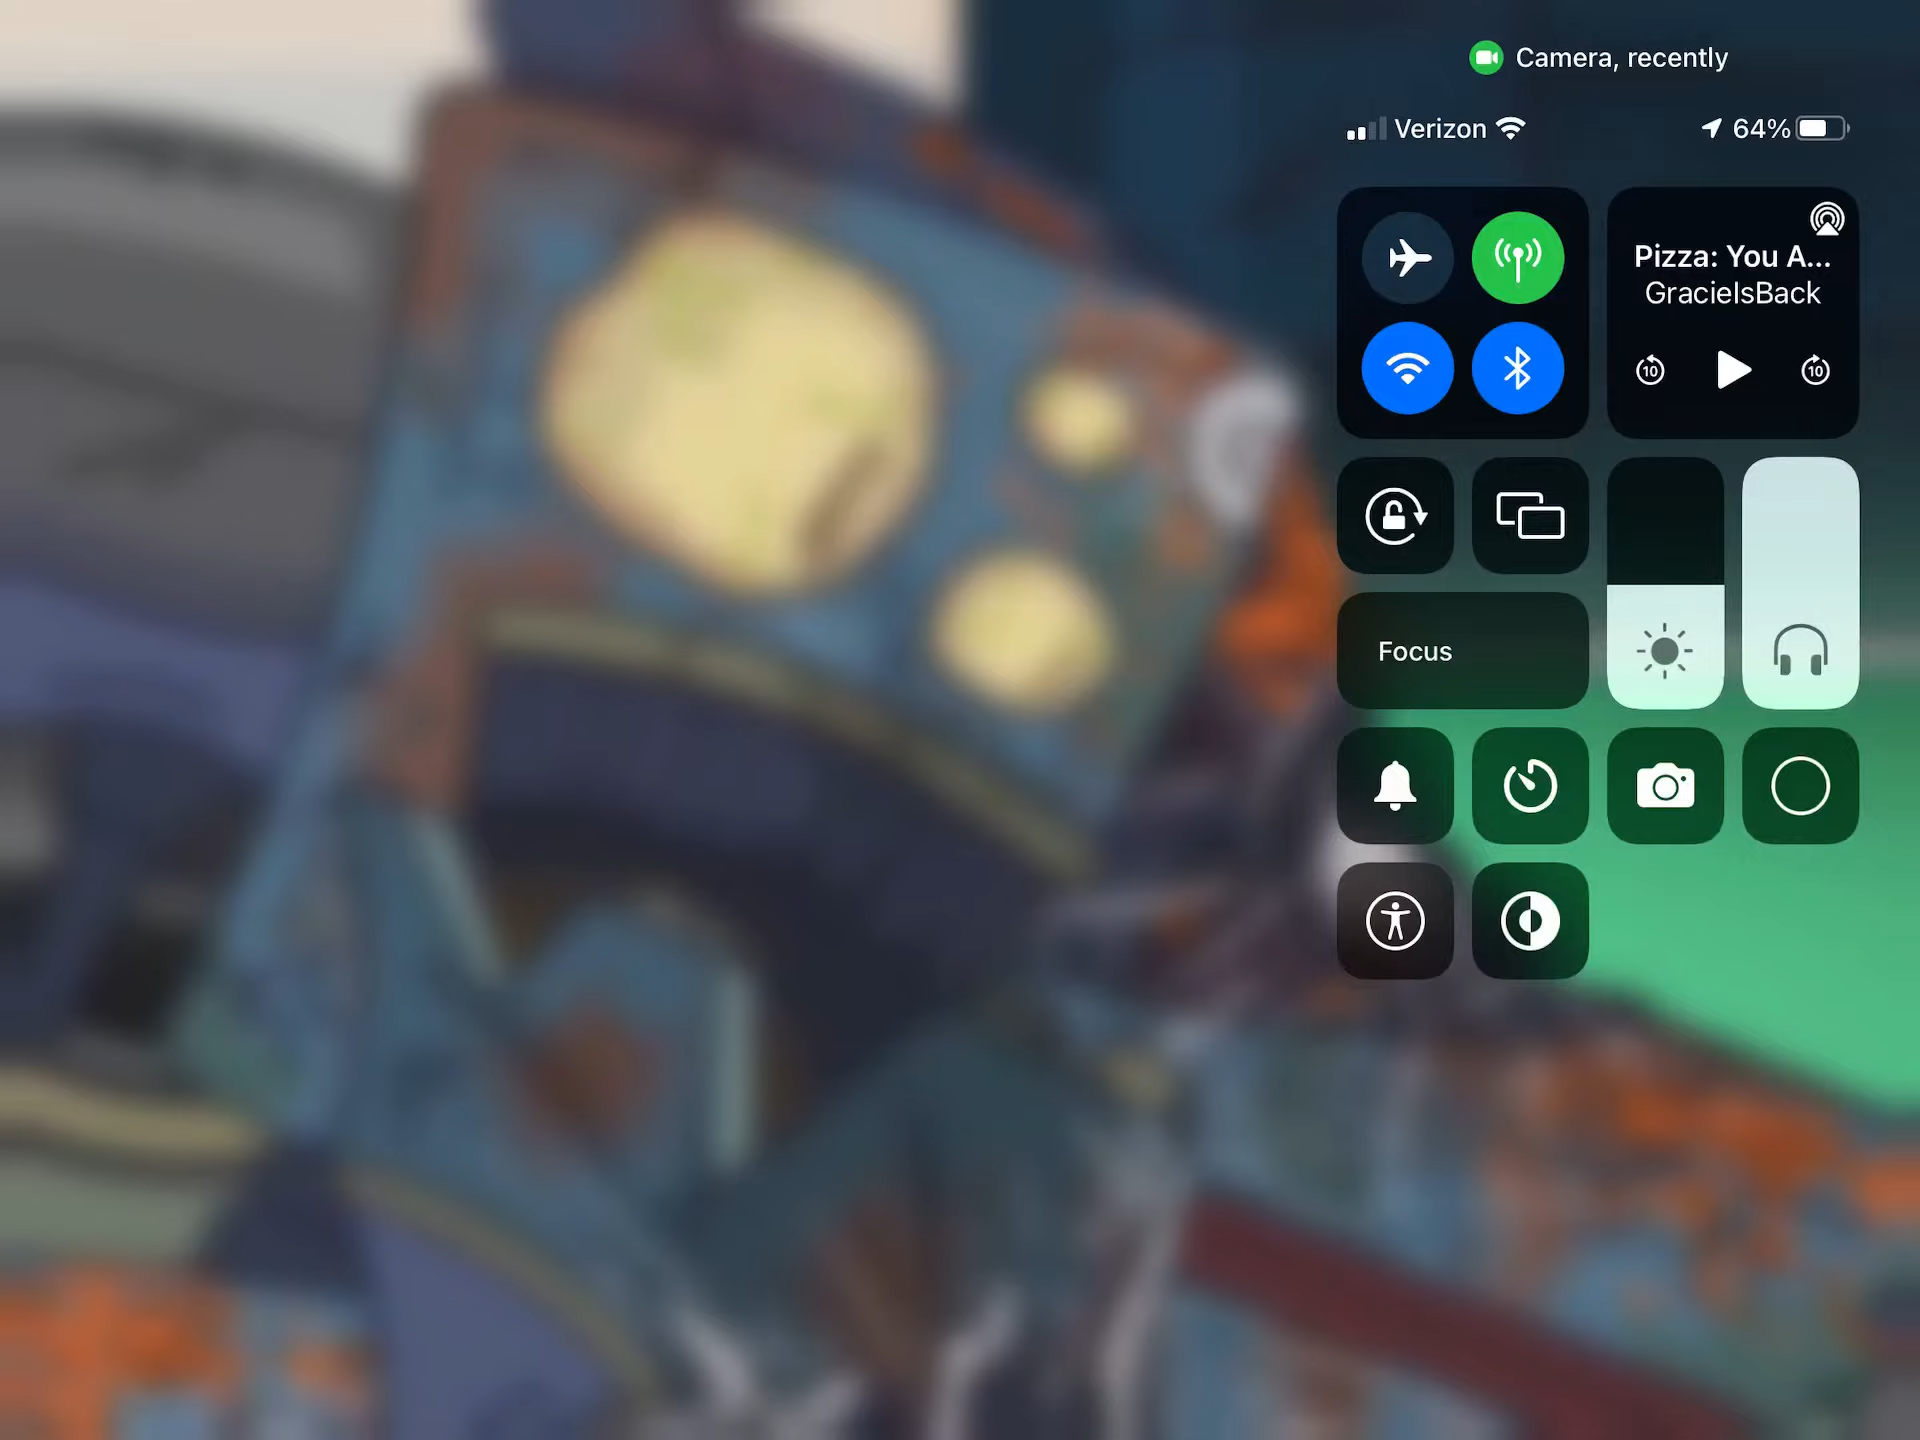 Camera, recently
Verizon
64%
Pizza: You A...
GracieIsBack
10
10
Focus